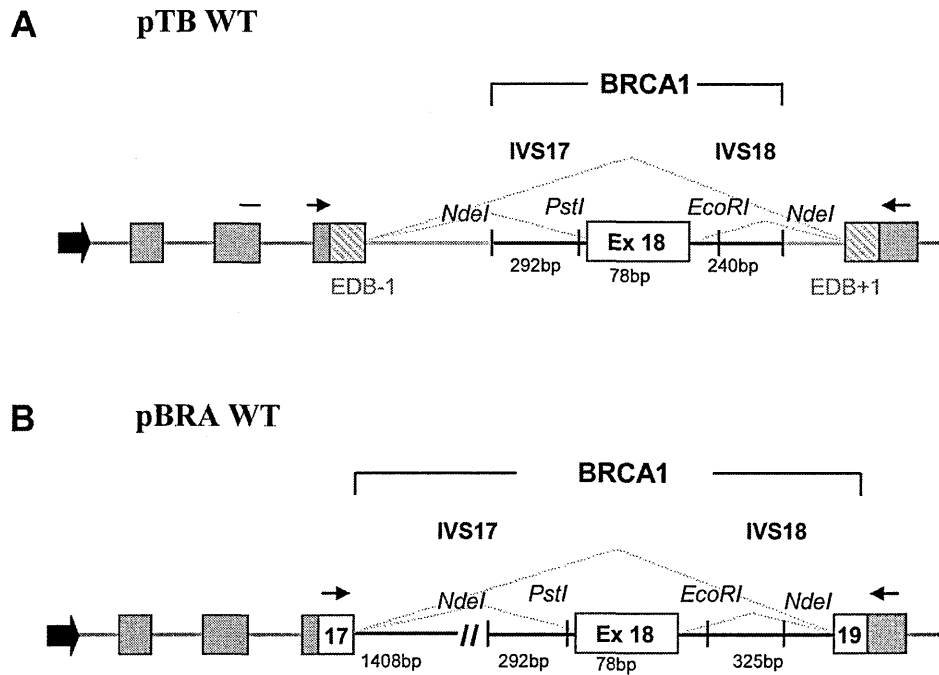 A pTB WT
BRCA1
IVS17 IVS18
NdeI PstI EcoRI NdeI
Ex 18
292bp 78bp 240bp
EDB-1 EDB+1
B pBRA WT
BRCA1
IVS17 IVS18
NdeI PstI EcoRI NdeI
17 // Ex 18 19
1408bp 292bp 78bp 325bp